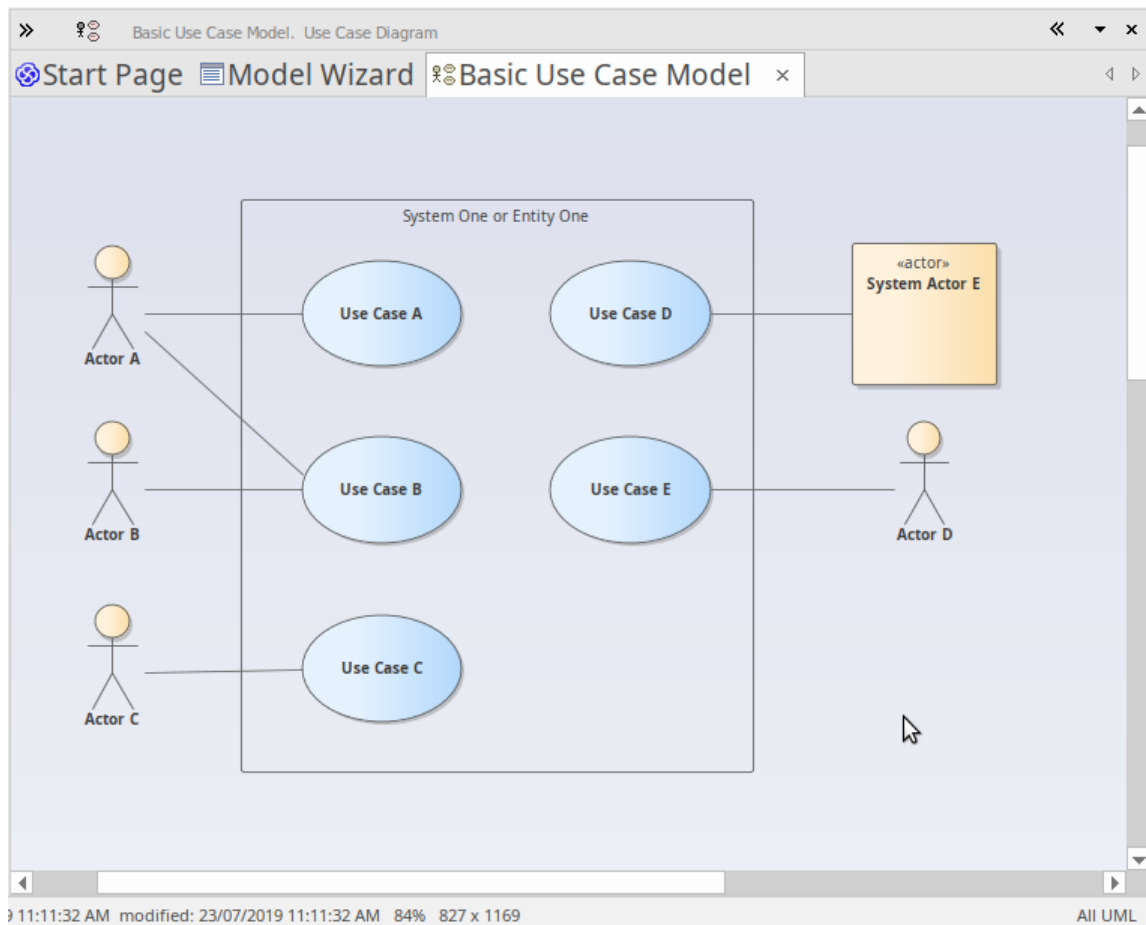 Basic Use Case Model. Use Case Diagram
Start Page Model Wizard Basic Use Case Model
System One or Entity One
Actor A
Use Case A
Use Case D
«actor»
System Actor E
Actor B
Use Case B
Use Case E
Actor D
Actor C
Use Case C
9 11:11:32 AM modified: 23/07/2019 11:11:32 AM 84% 827 x 1169
All UML